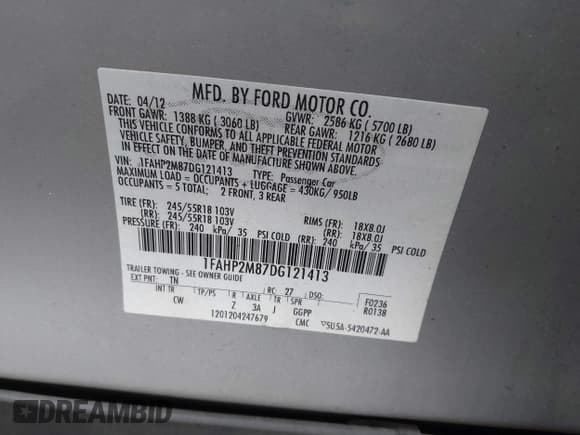 MFD. BY FORD MOTOR CO.
DATE: 04/12 GVWR: 2586 KG ( 5700 LB)
FRONT GAWR: 1388 KG ( 3060 LB) REAR GAWR: 1216 KG ( 2680 LB)
THIS VEHICLE CONFORMS TO ALL APPLICABLE FEDERAL MOTOR
VEHICLE SAFETY, BUMPER, AND THEFT PREVENTION STANDARDS
IN EFFECT ON THE DATE OF MANUFACTURE SHOWN ABOVE.
VIN: 1FAHP2M87DG121413 TYPE: Passenger Car
MAXIMUM LOAD = OCCUPANTS + LUGGAGE = 430KG/ 950LB
OCCUPANTS = 5 TOTAL; 2 FRONT, 3 REAR
TIRE (FR): 245/55R18 103V RIMS (FR): 18X8.0J
TIRE (RR): 245/55R18 103V (RR): 18X8.0J
PRESSURE (FR): 240 kPa/ 35 PSI COLD (RR): 240 kPa/ 35 PSI COLD
1FAHP2M87DG121413
TRAILER TOWING - SEE OWNER GUIDE
EXT PNT: TN RC: 27 DSO: F0236
INT TR TP/PS R AXLE TR SPR R0138
CW Z 3A J GGPP
1201204247679 CMC ▼5U5A-5420472-AA
DREAMBID